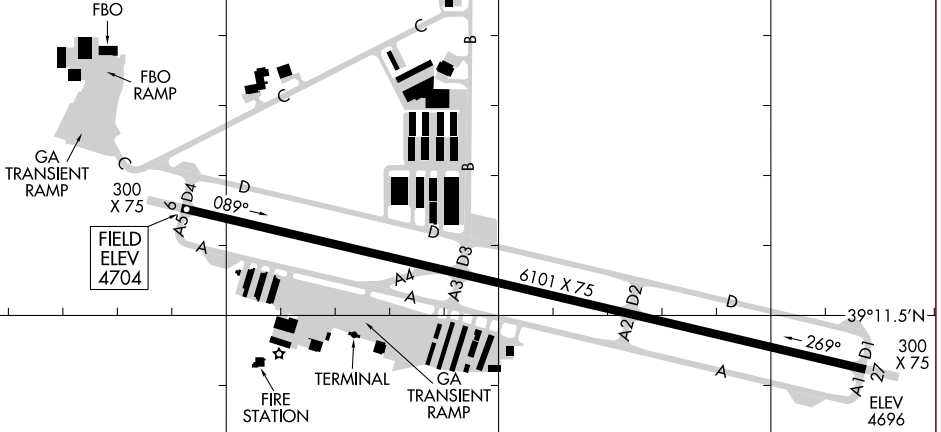 FBO
C
B
FBO
RAMP
C
GA
TRANSIENT
RAMP
C
B
300
X 75
9
D4
D
089°
A5
A
FIELD
ELEV
4704
D
D3
A4
A
A3
6101 X 75
D2
A2
D
39°11.5'N
269°
D1
300
X 75
27
A1
A
ELEV
4696
TERMINAL
GA
TRANSIENT
RAMP
FIRE
STATION